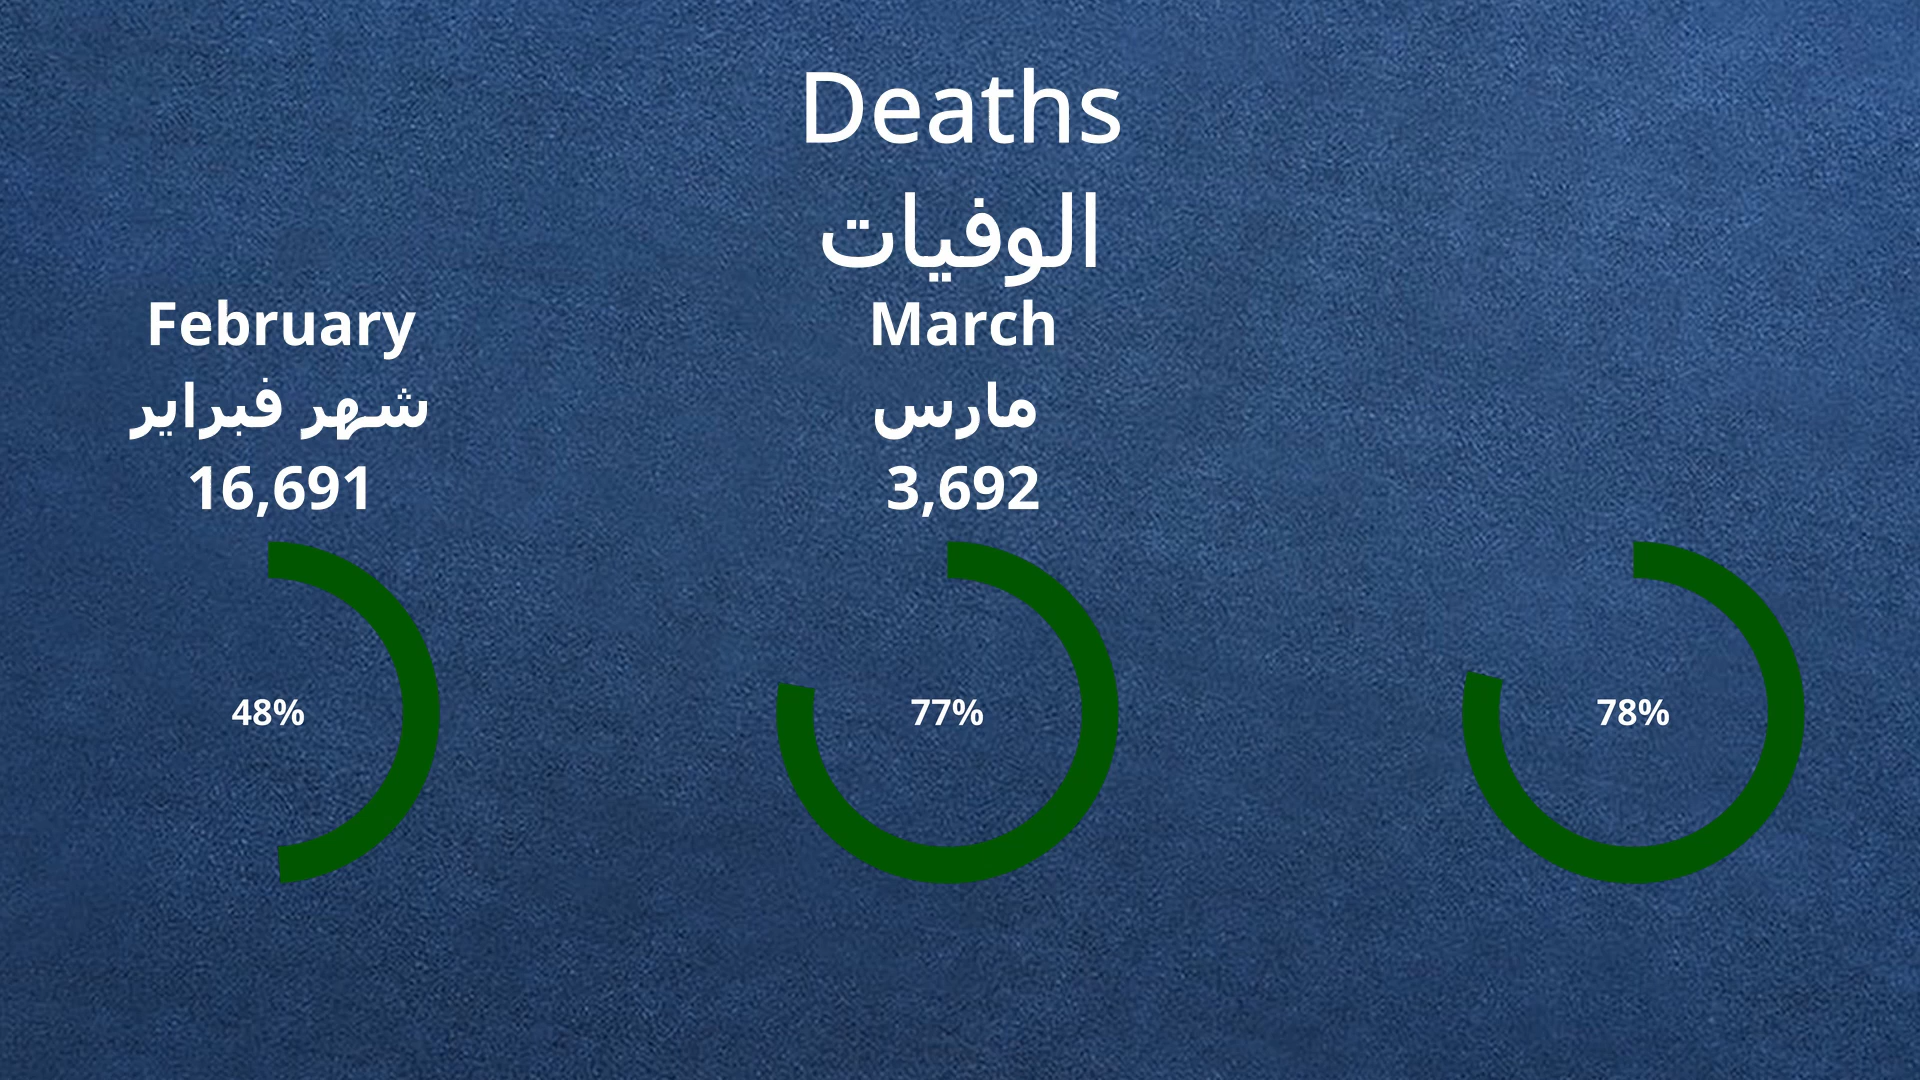 Deaths
الوفيات
February
شهر فبراير
16,691
March
مارس
3,692
48%
77%
78%